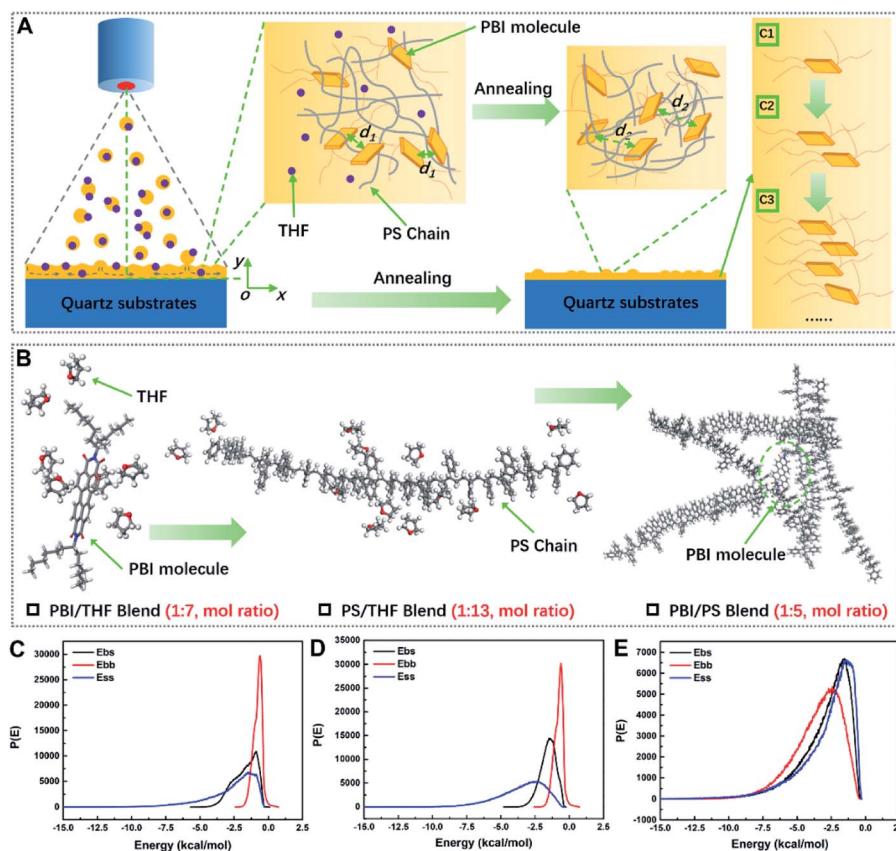 A
PBI molecule
Annealing
d1
d1
d2
d2
THF
PS Chain
y
o
x
Quartz substrates
Annealing
Quartz substrates
C1
C2
C3
......
B
THF
PBI molecule
PS Chain
PBI molecule
PBI/THF Blend (1:7, mol ratio)
PS/THF Blend (1:13, mol ratio)
PBI/PS Blend (1:5, mol ratio)
C
Ebs
Ebb
Ess
P(E)
30000
25000
20000
15000
10000
5000
0
-15.0 -12.5 -10.0 -7.5 -5.0 -2.5 0.0 2.5
Energy (kcal/mol)
D
Ebs
Ebb
Ess
P(E)
35000
30000
25000
20000
15000
10000
5000
0
-15.0 -12.5 -10.0 -7.5 -5.0 -2.5 0.0 2.5
Energy (kcal/mol)
E
Ebs
Ebb
Ess
P(E)
7000
6000
5000
4000
3000
2000
1000
0
-1000
-15.0 -12.5 -10.0 -7.5 -5.0 -2.5 0.0 2.5
Energy (kcal/mol)